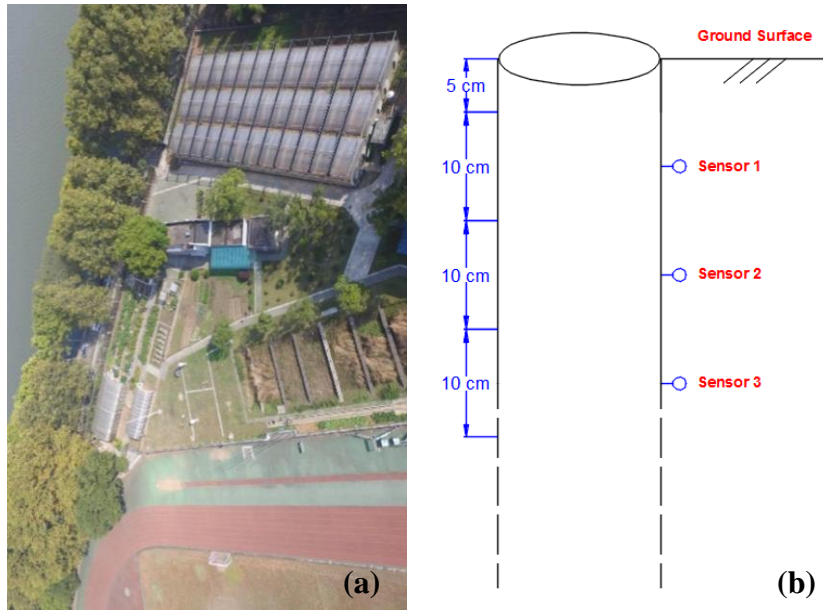 Ground Surface
5 cm
10 cm
Sensor 1
10 cm
Sensor 2
10 cm
Sensor 3
(a)
(b)